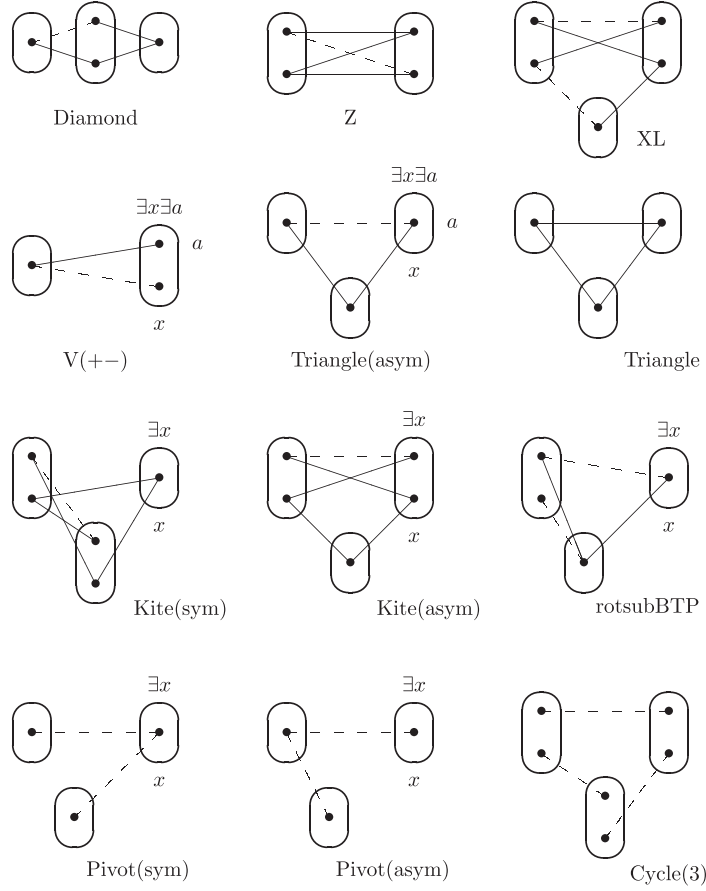 Diamond
Z
XL
∃x∃a
a
x
V(+−)
∃x∃a
a
x
Triangle(asym)
Triangle
∃x
x
Kite(sym)
∃x
x
Kite(asym)
∃x
x
rotsubBTP
∃x
x
Pivot(sym)
∃x
x
Pivot(asym)
Cycle(3)